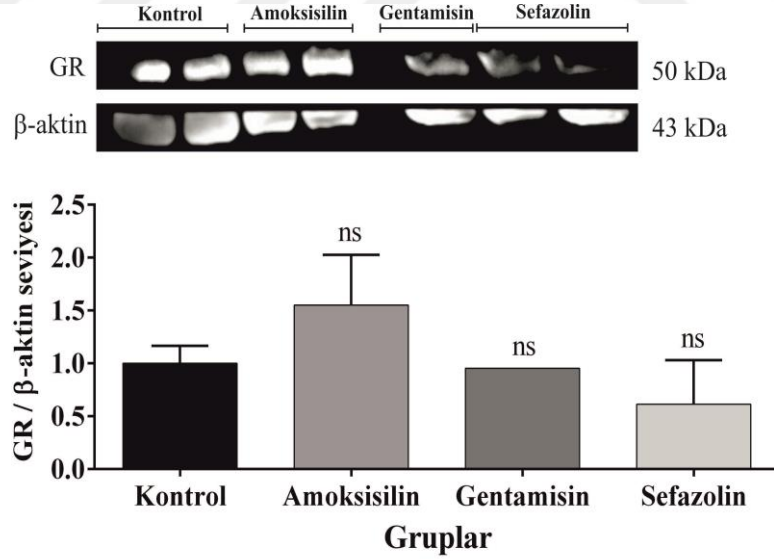 Kontrol Amoksisilin Gentamisin Sefazolin
GR 50 kDa
β-aktin 43 kDa
GR / β-aktin seviyesi
2.5
2.0
1.5
1.0
0.5
0.0
ns
ns
ns
Kontrol Amoksisilin Gentamisin Sefazolin
Gruplar